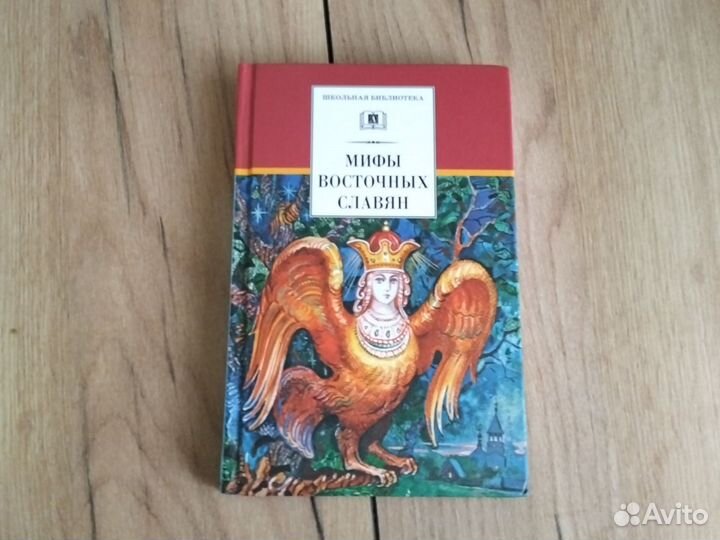 ШКОЛЬНАЯ БИБЛИОТЕКА
МИФЫ
ВОСТОЧНЫХ
СЛАВЯН
Avito